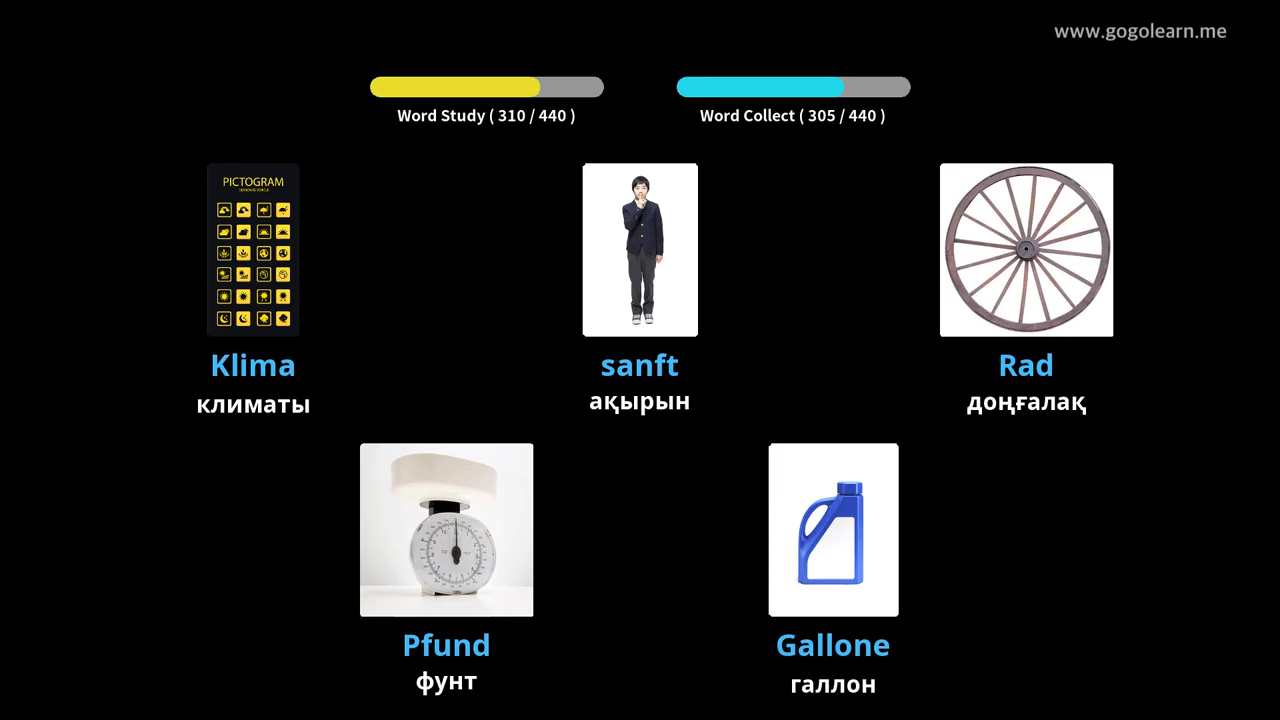 www.gogolearn.me
Word Study ( 310 / 440 )
Word Collect ( 305 / 440 )
PICTOGRAM
Klima
климаты
sanft
ақырын
Rad
доңғалақ
Pfund
фунт
Gallone
галлон